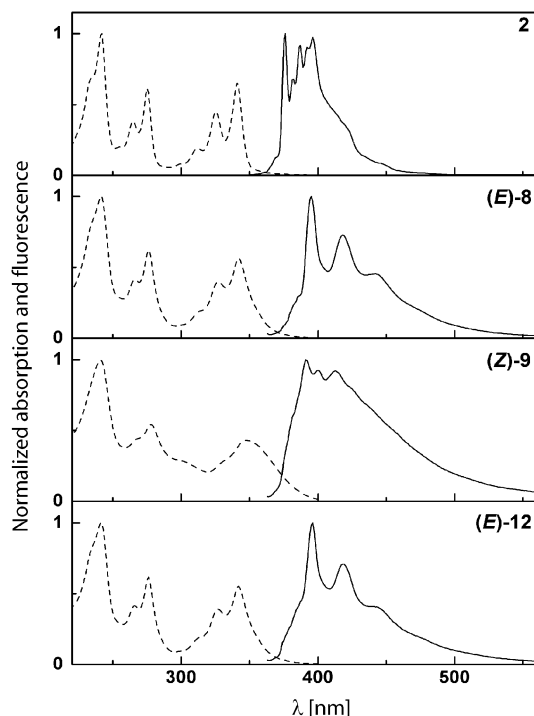 2
1
0
(E)-8
1
0
(Z)-9
1
0
(E)-12
1
0
300 400 500
λ [nm]
Normalized absorption and fluorescence